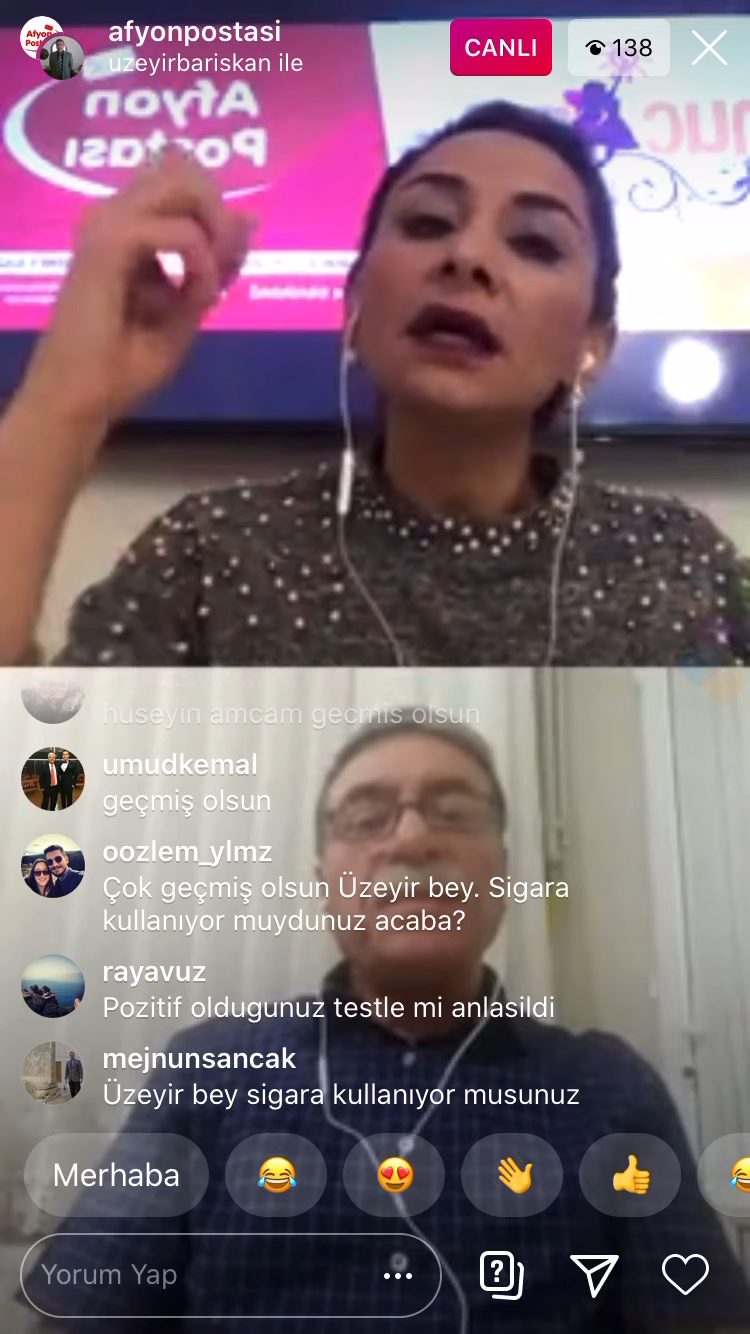 afyonpostasi
uzeyirbariskan ile
CANLI
138
Afyon
Postası
huseyin amcam gecmis olsun
umudkemal
geçmiş olsun
oozlem_ylmz
Çok geçmiş olsun Üzeyir bey. Sigara
kullanıyor muydunuz acaba?
rayavuz
Pozitif oldugunuz testle mi anlasildi
mejnunsancak
Üzeyir bey sigara kullanıyor musunuz
Merhaba
Yorum Yap